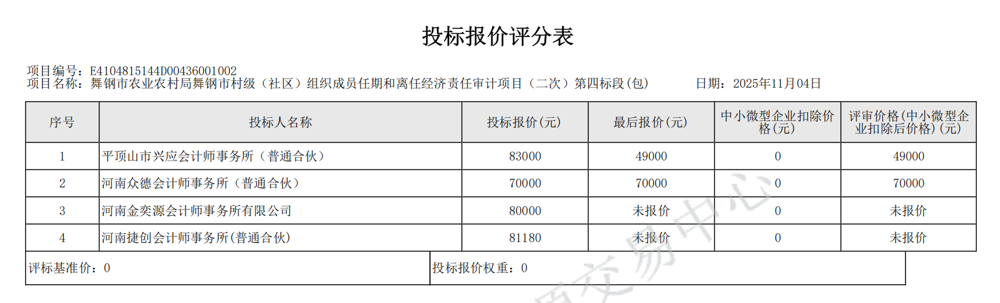 投标报价评分表
项目编号：E4104815144D00436001002
项目名称：舞钢市农业农村局舞钢市村级（社区）组织成员任期和离任经济责任审计项目（二次）第四标段(包) 日期：2025年11月04日
序号 投标人名称 投标报价(元) 最后报价(元) 中小微型企业扣除价格(元) 评审价格(中小微型企业扣除后价格)(元)
1 平顶山市兴应会计师事务所（普通合伙） 83000 49000 0 49000
2 河南众德会计师事务所（普通合伙） 70000 70000 0 70000
3 河南金奕源会计师事务所有限公司 80000 未报价 0 未报价
4 河南捷创会计师事务所(普通合伙) 81180 未报价 0 未报价
评标基准价：0 投标报价权重：0
交易中心